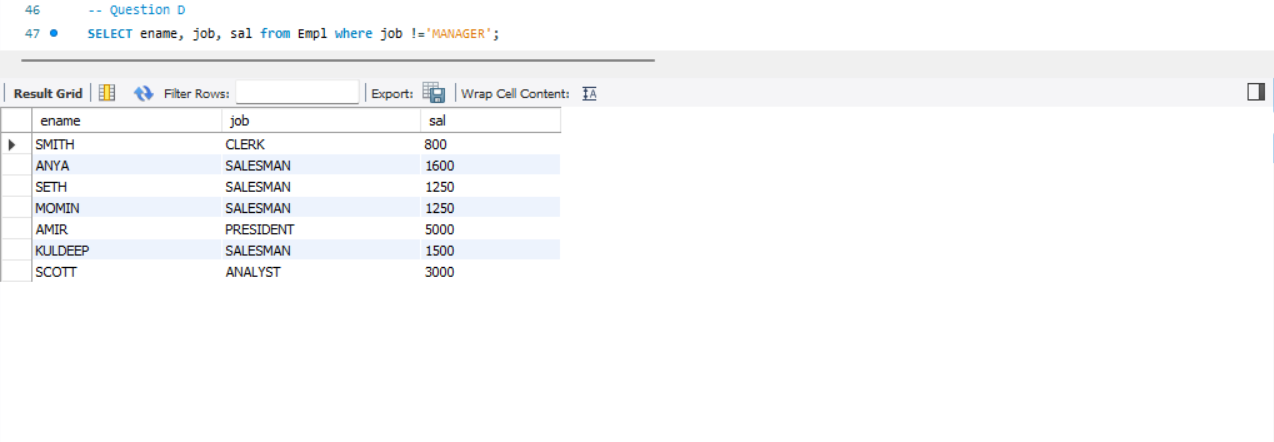 46 -- Question D
47 SELECT ename, job, sal from Empl where job !='MANAGER';
Result Grid Filter Rows: Export: Wrap Cell Content: IA
ename job sal
SMITH CLERK 800
ANYA SALESMAN 1600
SETH SALESMAN 1250
MOMIN SALESMAN 1250
AMIR PRESIDENT 5000
KULDEEP SALESMAN 1500
SCOTT ANALYST 3000